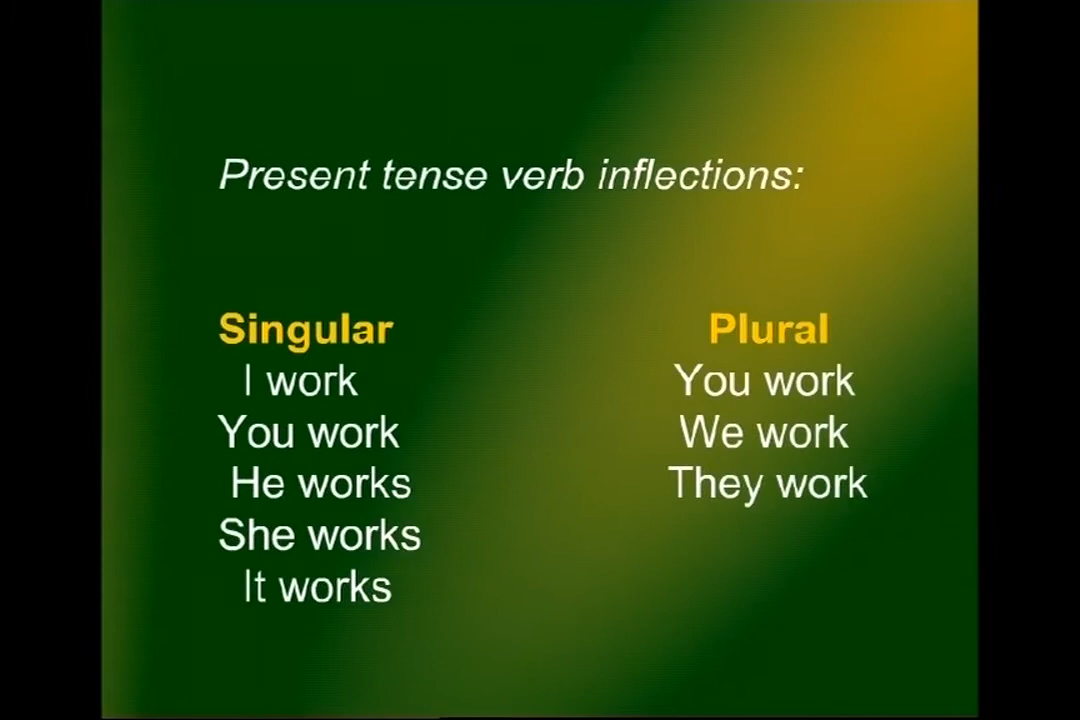 Present tense verb inflections:
Singular
I work
You work
He works
She works
It works
Plural
You work
We work
They work